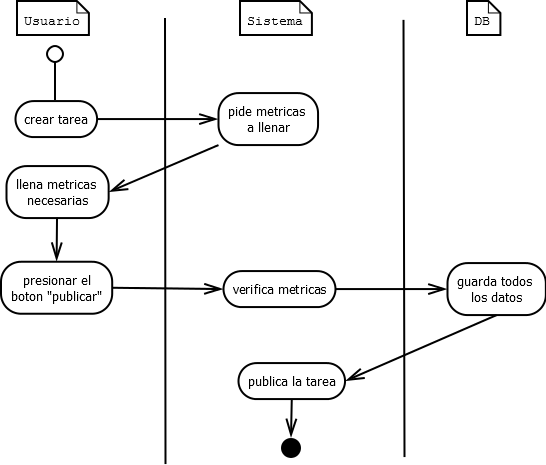 Usuario
Sistema
DB
crear tarea
pide metricas
a llenar
llena metricas
necesarias
presionar el
boton "publicar"
verifica metricas
guarda todos
los datos
publica la tarea